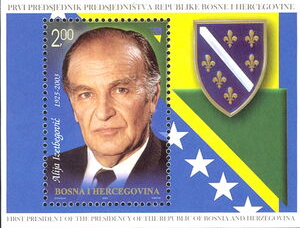 PRVI PREDSJEDNIK PREDSJEDNIŠTVA REPUBLIKE BOSNE I HERCEGOVINE
2.00
Alija Izetbegović
1925-2003
BOSNA I HERCEGOVINA
FIRST PRESIDENT OF THE PRESIDENCY OF THE REPUBLIC OF BOSNIA AND HERZEGOVINA